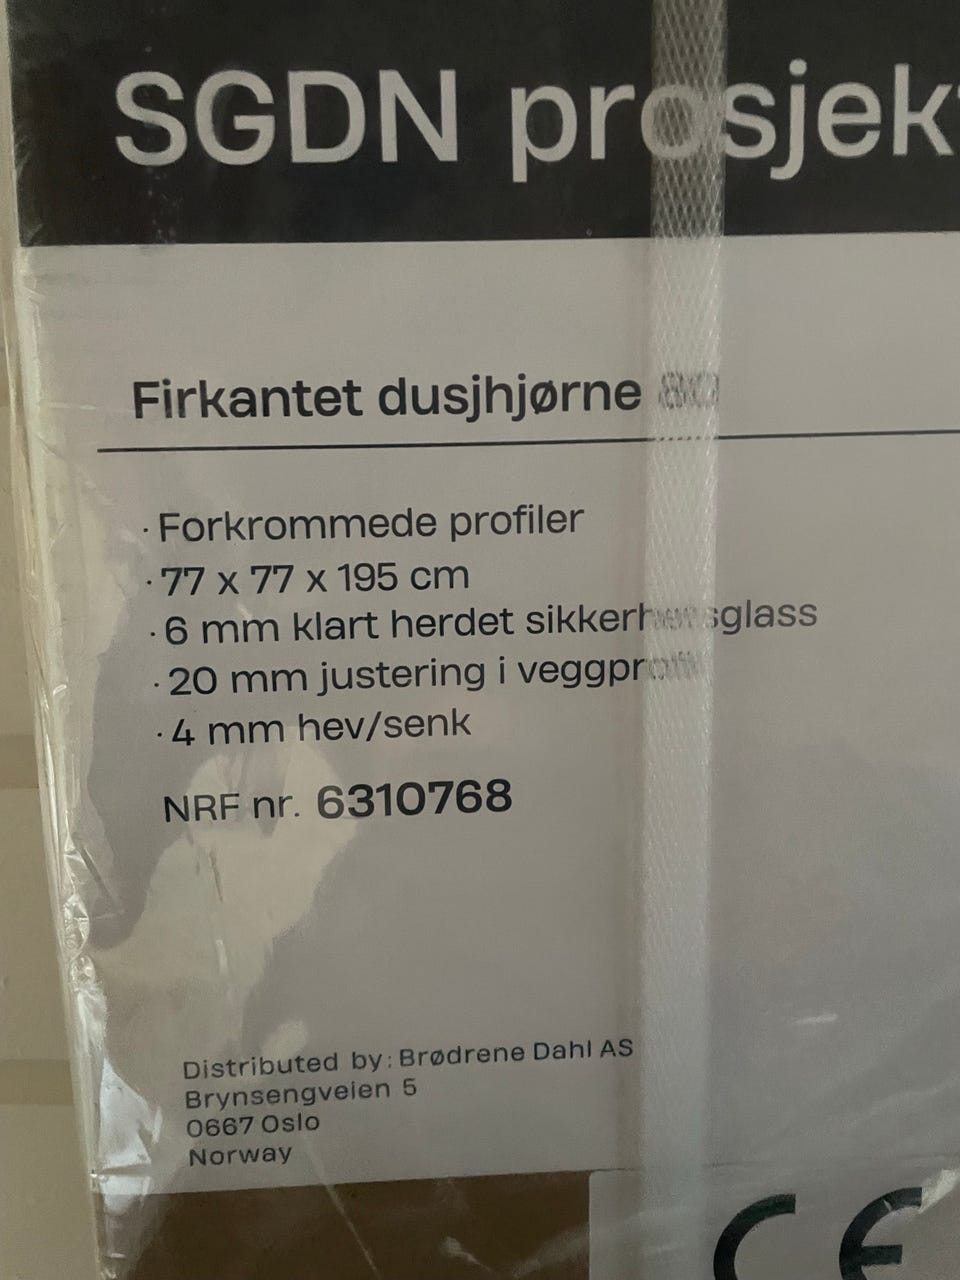 SGDN prosjekt
Firkantet dusjhjørne 80
· Forkrommede profiler
· 77 x 77 x 195 cm
· 6 mm klart herdet sikkerhetsglass
· 20 mm justering i veggprofil
· 4 mm hev/senk
NRF nr. 6310768
Distributed by: Brødrene Dahl AS
Brynsengveien 5
0667 Oslo
Norway
CE